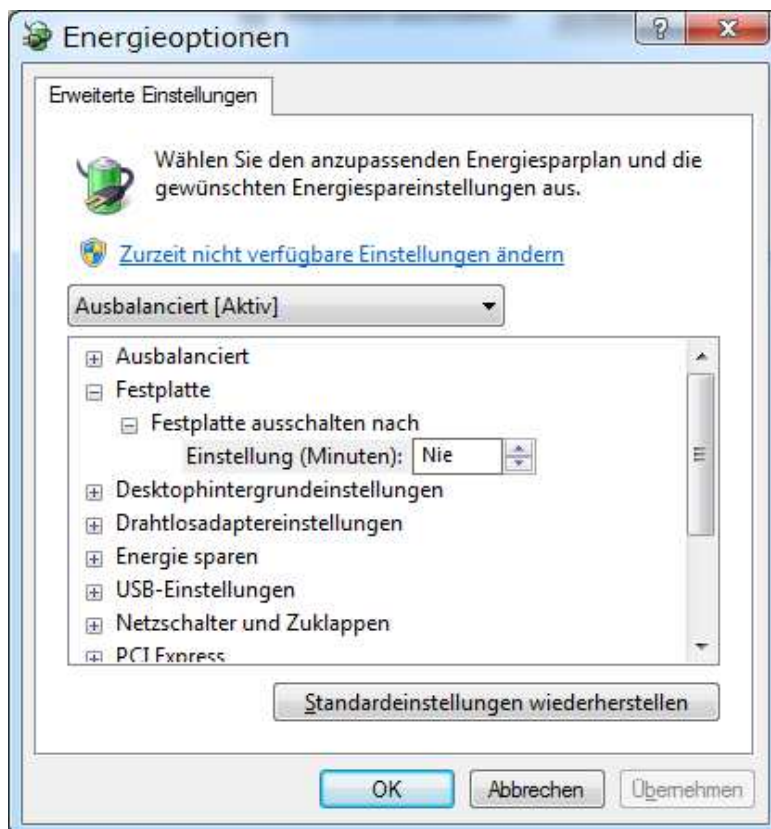 Energieoptionen
Erweiterte Einstellungen
Wählen Sie den anzupassenden Energiesparplan und die
gewünschten Energiespareinstellungen aus.
Zurzeit nicht verfügbare Einstellungen ändern
Ausbalanciert [Aktiv]
Ausbalanciert
Festplatte
Festplatte ausschalten nach
Einstellung (Minuten): Nie
Desktophintergrundeinstellungen
Drahtlosadaptereinstellungen
Energie sparen
USB-Einstellungen
Netzschalter und Zuklappen
PCI Express
Standardeinstellungen wiederherstellen
OK Abbrechen Übernehmen